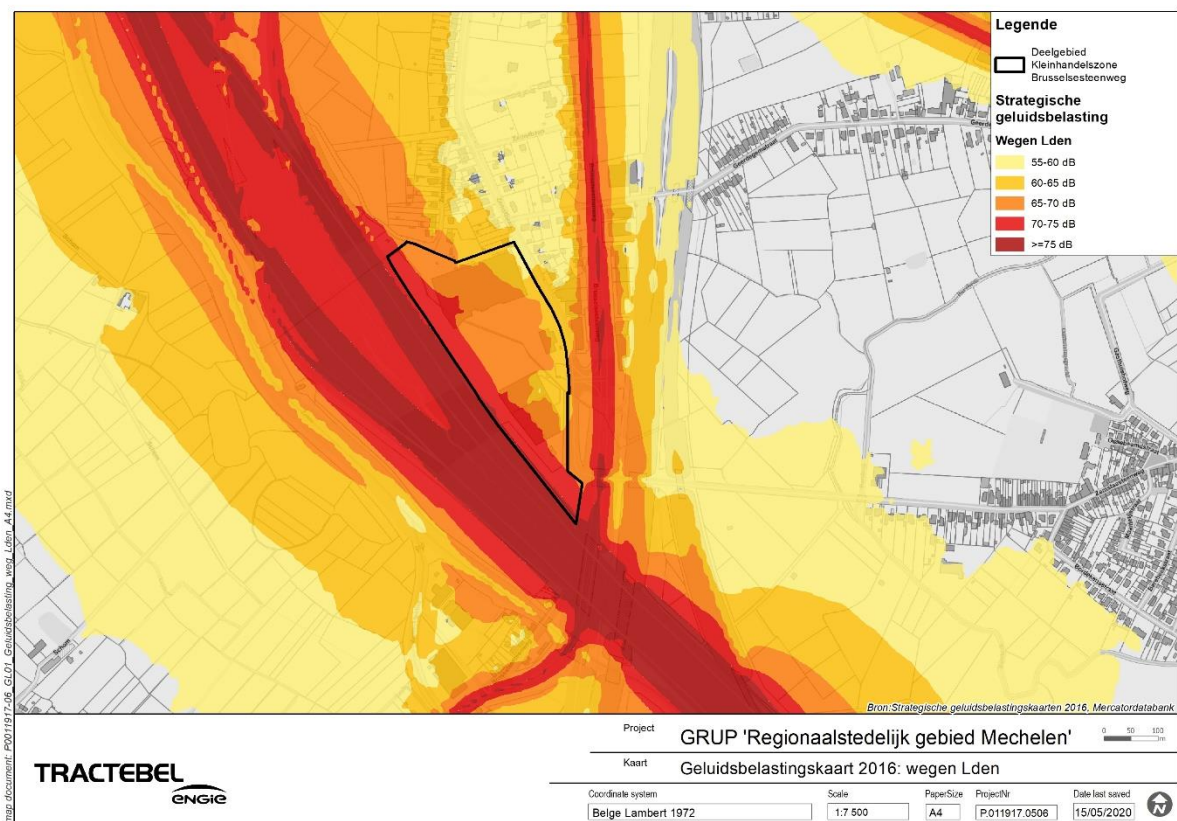 Legende
Deelgebied
Kleinhandelszone
Brusselsesteenweg
Strategische
geluidsbelasting
Wegen Lden
55-60 dB
60-65 dB
65-70 dB
70-75 dB
>=75 dB
Bron:Strategische geluidsbelastingskaarten 2016, Mercatordatabank
map document: P0011917-06_GL01_Geluidsbelasting_weg_Lden_A4.mxd
TRACTEBEL
ENGIE
Project
GRUP 'Regionaalstedelijk gebied Mechelen'
0 50 100
m
Kaart
Geluidsbelastingskaart 2016: wegen Lden
Coordinate system
Scale
PaperSize
ProjectNr
Date last saved
Belge Lambert 1972
1:7 500
A4
P.011917.0506
15/05/2020
N